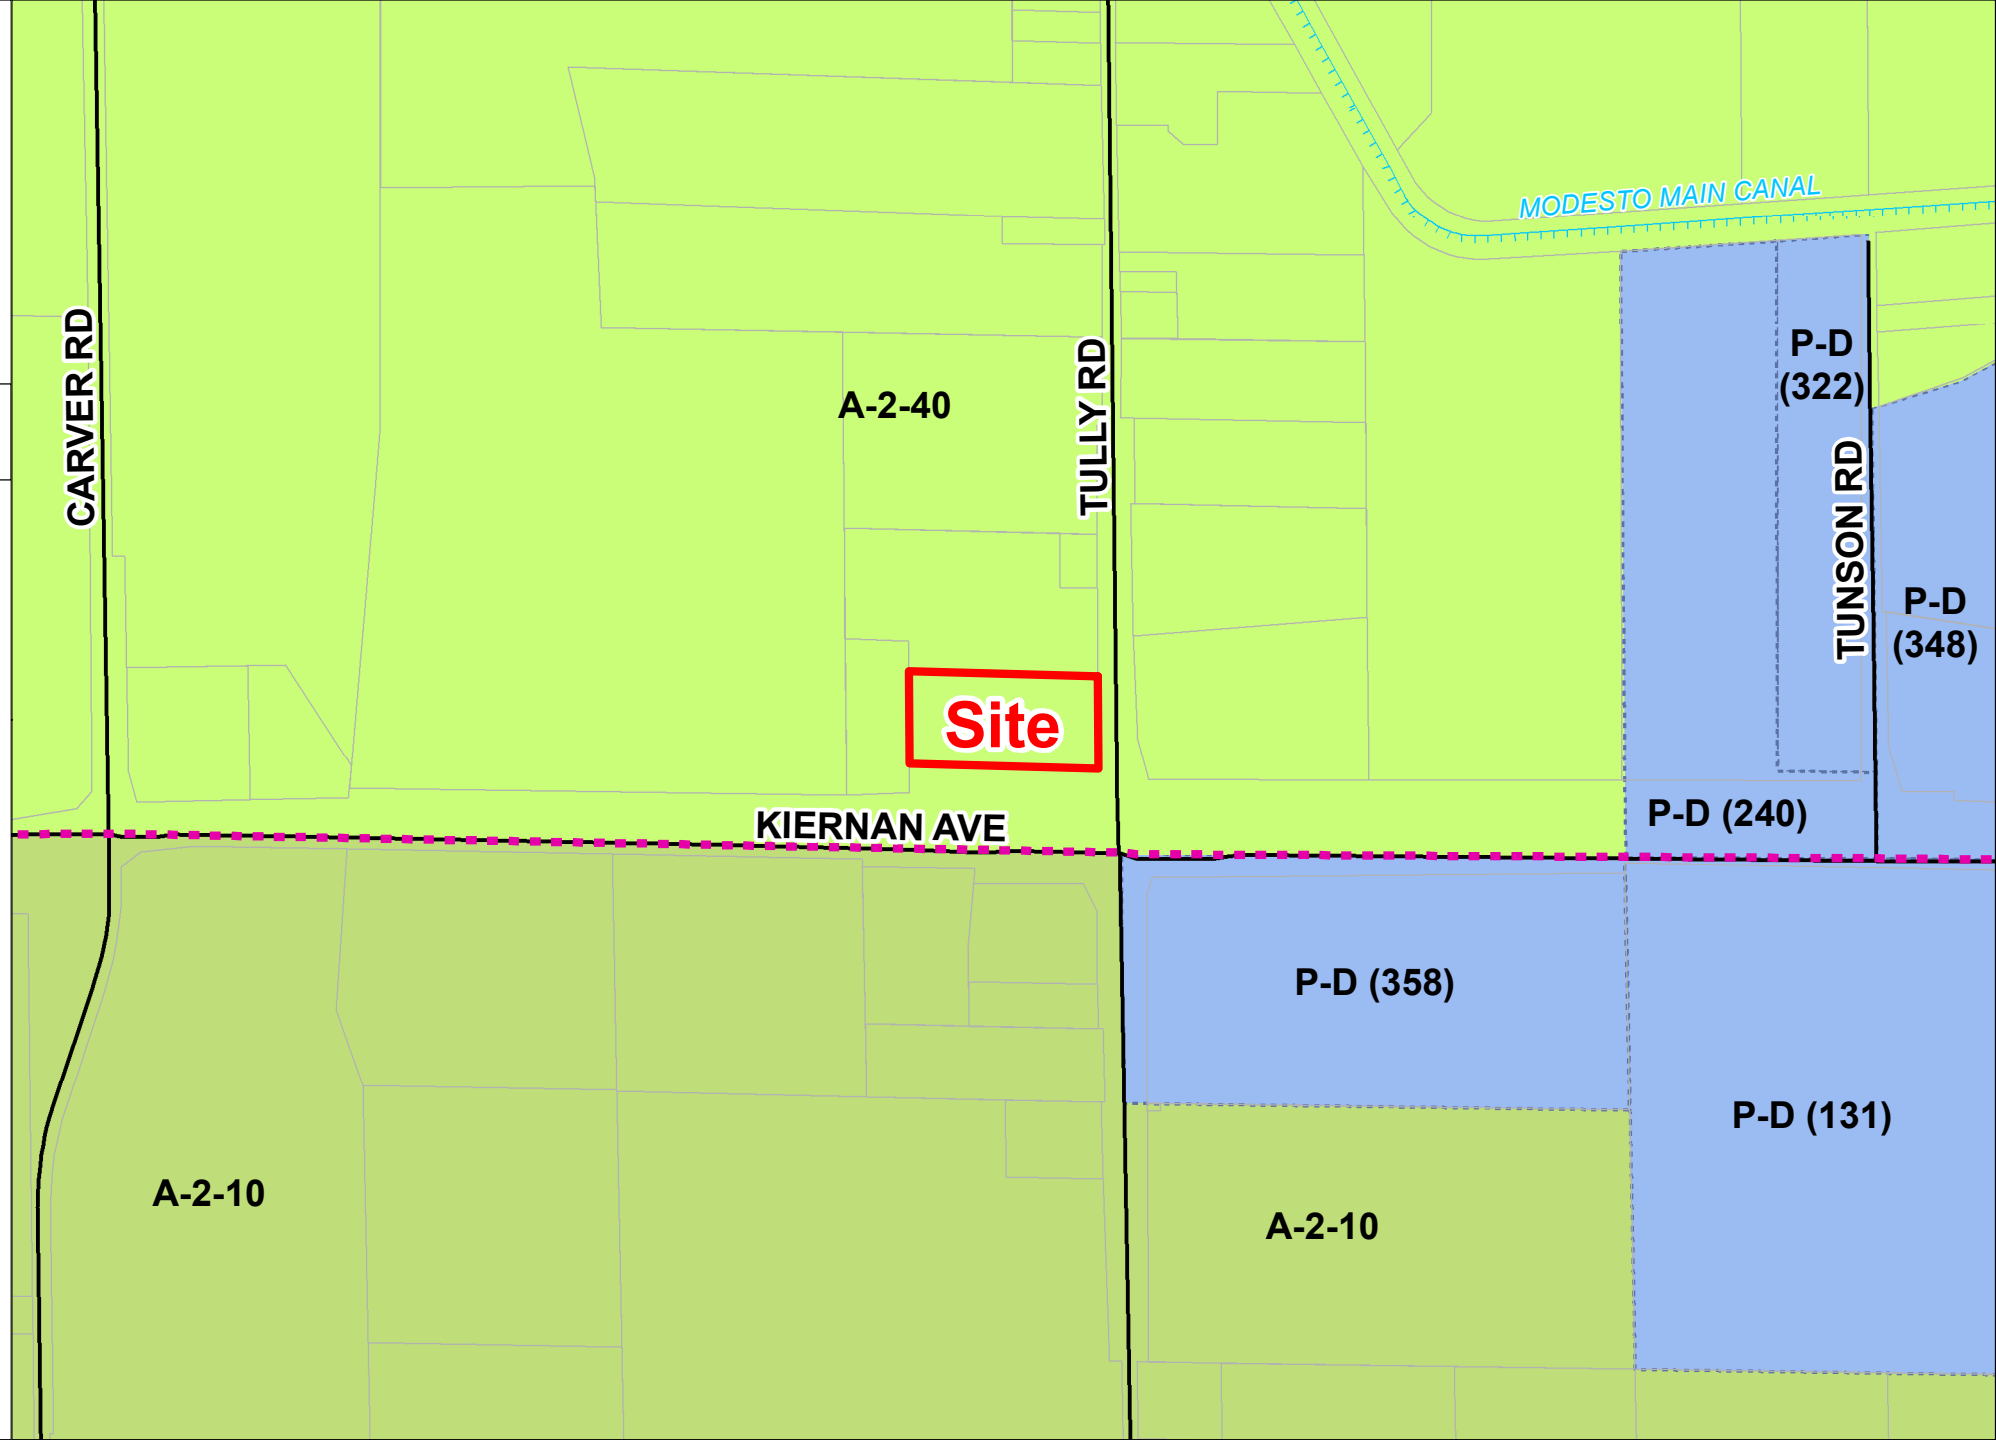 MODESTO MAIN CANAL
CARVER RD
TULLY RD
A-2-40
P-D
(322)
TUNSON RD
P-D
(348)
Site
KIERNAN AVE
P-D (240)
P-D (358)
P-D (131)
A-2-10
A-2-10